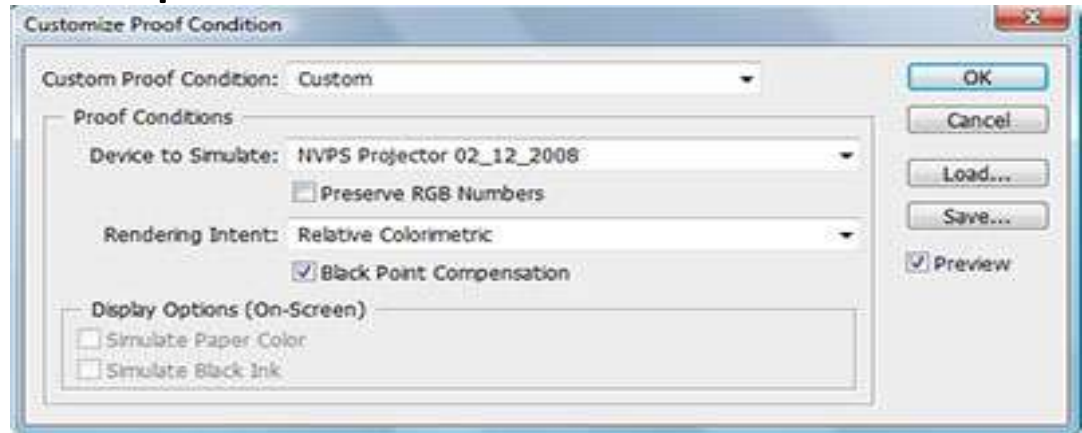 Customize Proof Condition
Custom Proof Condition: Custom
OK
Proof Conditions
Cancel
Device to Simulate: NVPS Projector 02_12_2008
Load...
Preserve RGB Numbers
Save...
Rendering Intent: Relative Colorimetric
Preview
Black Point Compensation
Display Options (On-Screen)
Simulate Paper Color
Simulate Black Ink